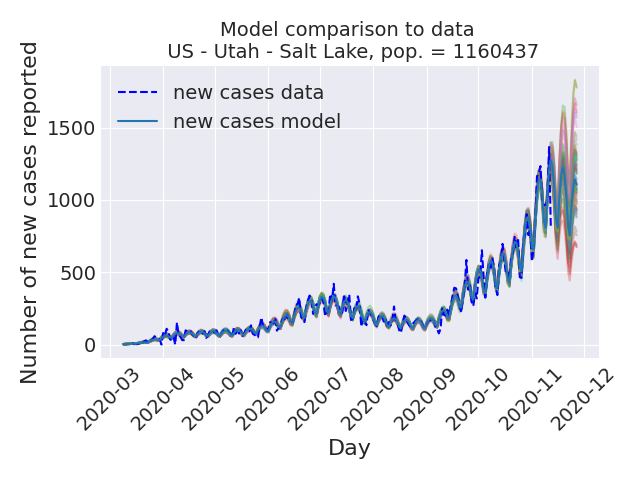 Model comparison to data
US - Utah - Salt Lake, pop. = 1160437
new cases data
new cases model
Number of new cases reported
1500
1000
500
0
2020-03
2020-04
2020-05
2020-06
2020-07
2020-08
2020-09
2020-10
2020-11
2020-12
Day